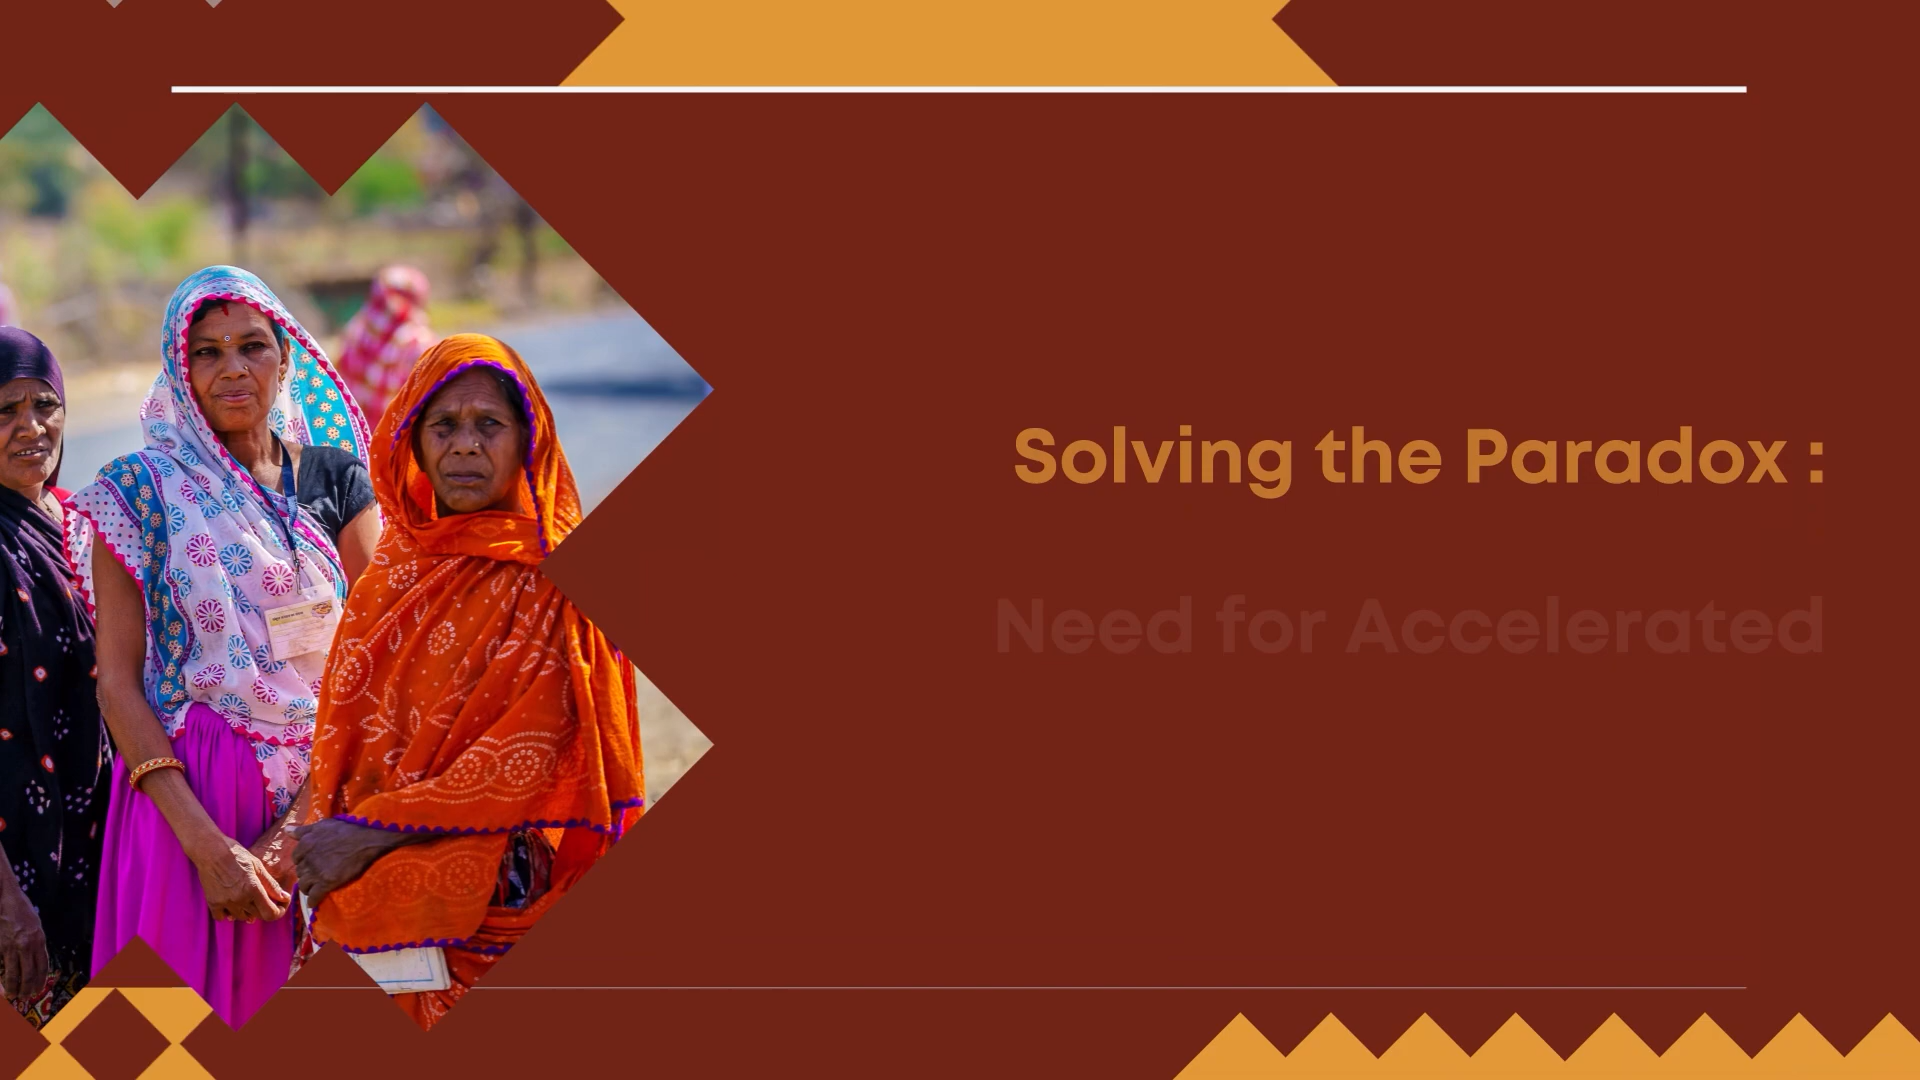 Solving the Paradox :
Need for Accelerated